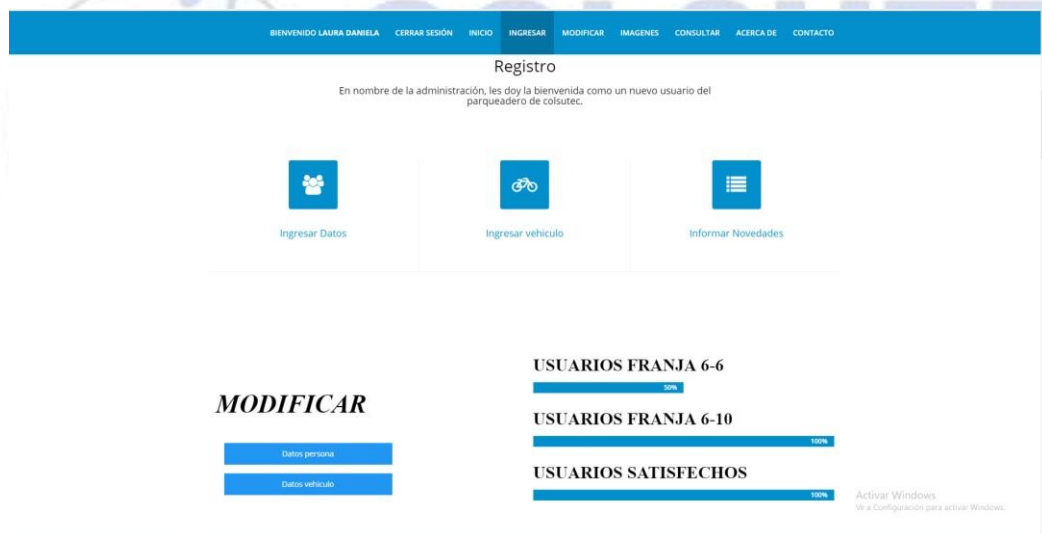 BIENVENIDO LAURA DANIELA CERRAR SESIÓN INICIO INGRESAR MODIFICAR IMAGENES CONSULTAR ACERCA DE CONTACTO
Registro
En nombre de la administración, les doy la bienvenida como un nuevo usuario del
parqueadero de colsutec.
Ingresar Datos
Ingresar vehiculo
Informar Novedades
MODIFICAR
Datos persona
Datos vehículo
USUARIOS FRANJA 6-6
50%
USUARIOS FRANJA 6-10
100%
USUARIOS SATISFECHOS
100%
Activar Windows
Ve a Configuración para activar Windows.